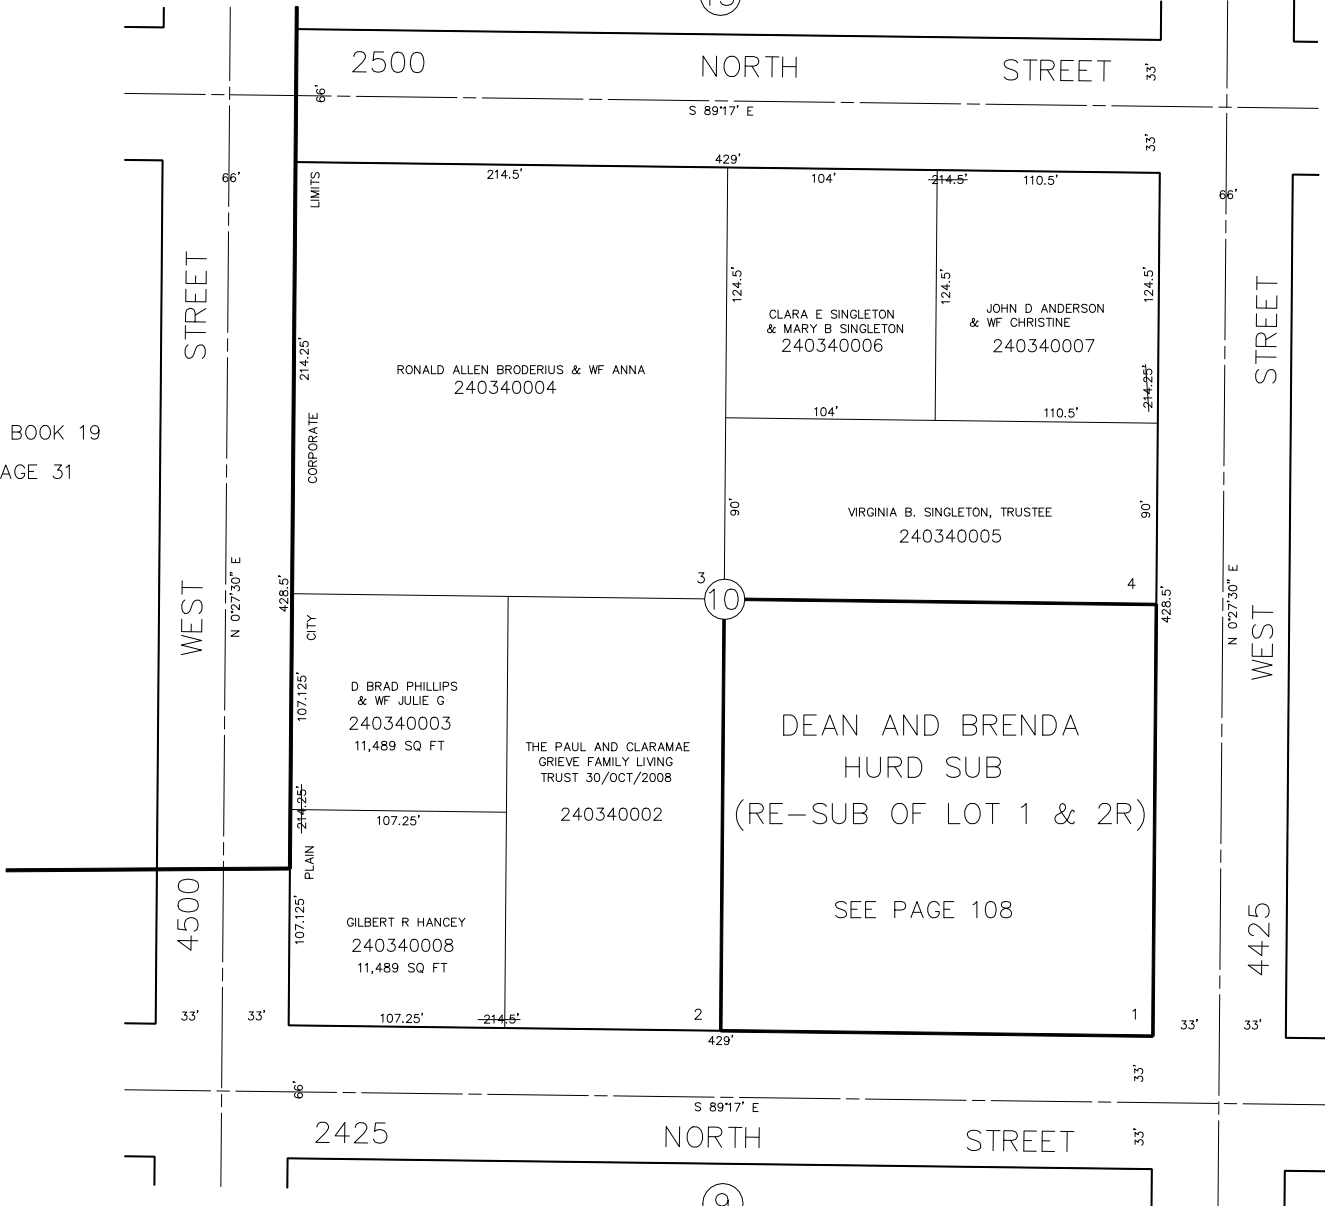 2500 NORTH STREET
33'
66'
S 89°17' E
33'
429'
66'
214.5'
104'
214.5'
110.5'
66'
LIMITS
STREET
124.5'
124.5'
124.5'
STREET
CLARA E SINGLETON
& MARY B SINGLETON
240340006
JOHN D ANDERSON
& WF CHRISTINE
240340007
214.25'
RONALD ALLEN BRODERIUS & WF ANNA
240340004
214.25'
104'
110.5'
BOOK 19
AGE 31
CORPORATE
90'
VIRGINIA B. SINGLETON, TRUSTEE
240340005
90'
3
10
4
428.5'
N 0°27'30" E
WEST
CITY
428.5'
N 0°27'30" E
WEST
107.125'
D BRAD PHILLIPS
& WF JULIE G
240340003
11,489 SQ FT
THE PAUL AND CLARAMAE
GRIEVE FAMILY LIVING
TRUST 30/OCT/2008
240340002
DEAN AND BRENDA
HURD SUB
(RE-SUB OF LOT 1 & 2R)
SEE PAGE 108
214.25'
107.25'
PLAIN
4500
107.125'
GILBERT R HANCEY
240340008
11,489 SQ FT
4425
33'
33'
107.25'
214.5'
2
1
33'
33'
429'
66'
33'
S 89°17' E
2425 NORTH STREET
33'
9